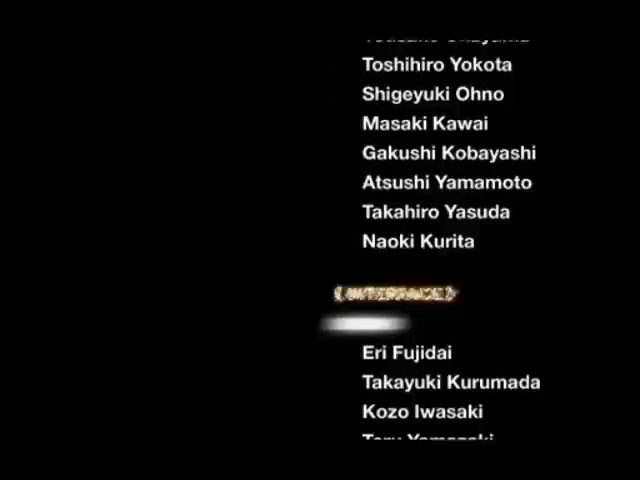 Toshihiro Yokota
Shigeyuki Ohno
Masaki Kawai
Gakushi Kobayashi
Atsushi Yamamoto
Takahiro Yasuda
Naoki Kurita
Eri Fujidai
Takayuki Kurumada
Kozo Iwasaki